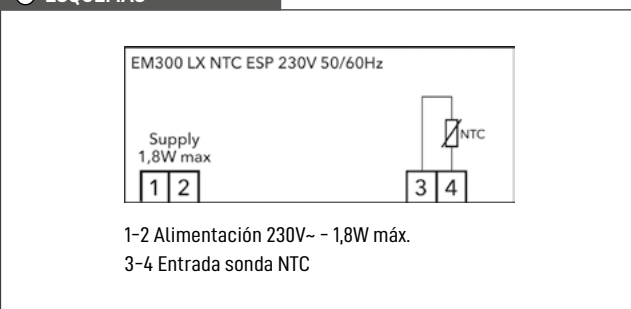 ESQUEMAS
EM300 LX NTC ESP 230V 50/60Hz
NTC
Supply
1,8W max
1 2 3 4
1-2 Alimentación 230V~ - 1,8W máx.
3-4 Entrada sonda NTC